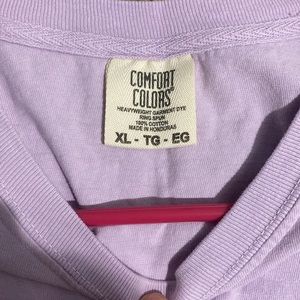 COMFORT
COLORS
HEAVYWEIGHT GARMENT DYE
RING SPUN
100% COTTON
MADE IN HONDURAS
XL - TG - EG